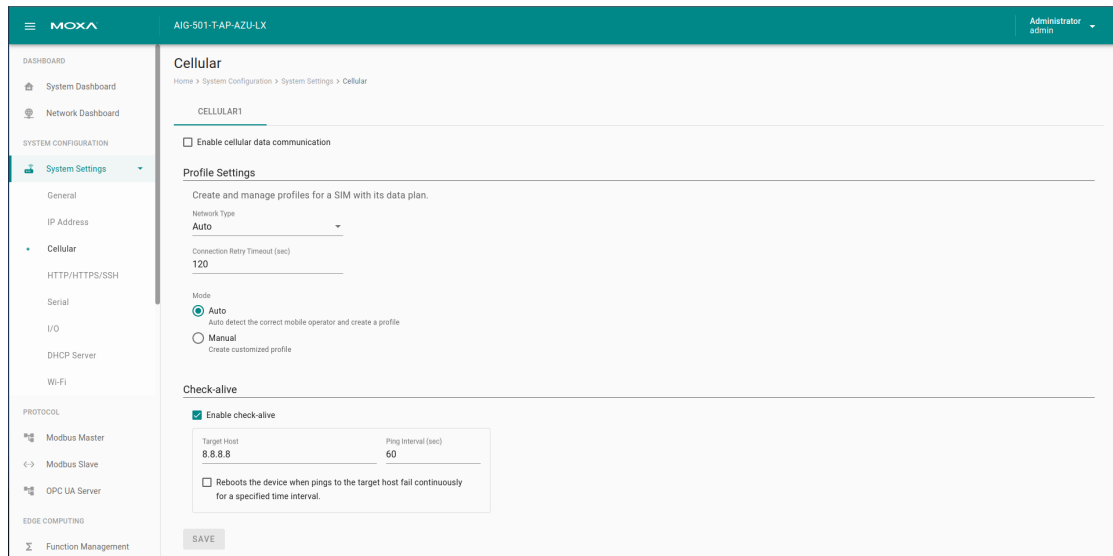 MOXA
AIG-501-T-AP-AZU-LX
Administrator
admin
DASHBOARD
System Dashboard
Network Dashboard
SYSTEM CONFIGURATION
System Settings
General
IP Address
Cellular
HTTP/HTTPS/SSH
Serial
I/O
DHCP Server
Wi-Fi
PROTOCOL
Modbus Master
Modbus Slave
OPC UA Server
EDGE COMPUTING
Function Management
Cellular
Home > System Configuration > System Settings > Cellular
CELLULAR1
Enable cellular data communication
Profile Settings
Create and manage profiles for a SIM with its data plan.
Network Type
Auto
Connection Retry Timeout (sec)
120
Mode
Auto
Auto detect the correct mobile operator and create a profile
Manual
Create customized profile
Check-alive
Enable check-alive
Target Host
8.8.8.8
Ping Interval (sec)
60
Reboots the device when pings to the target host fail continuously
for a specified time interval.
SAVE